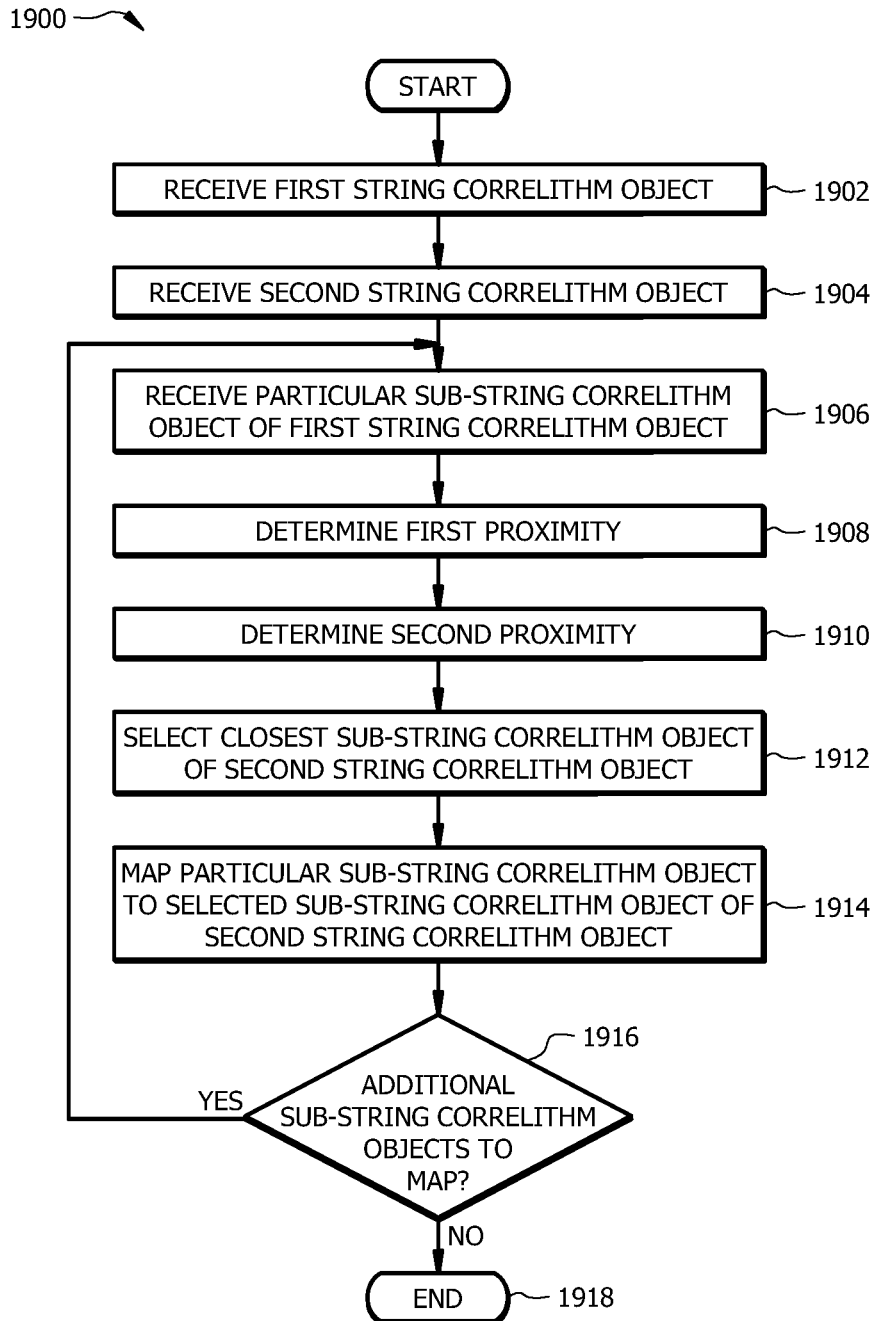 1900
START
RECEIVE FIRST STRING CORRELITHM OBJECT
1902
RECEIVE SECOND STRING CORRELITHM OBJECT
1904
RECEIVE PARTICULAR SUB-STRING CORRELITHM
OBJECT OF FIRST STRING CORRELITHM OBJECT
1906
DETERMINE FIRST PROXIMITY
1908
DETERMINE SECOND PROXIMITY
1910
SELECT CLOSEST SUB-STRING CORRELITHM OBJECT
OF SECOND STRING CORRELITHM OBJECT
1912
MAP PARTICULAR SUB-STRING CORRELITHM OBJECT
TO SELECTED SUB-STRING CORRELITHM OBJECT OF
SECOND STRING CORRELITHM OBJECT
1914
1916
YES
ADDITIONAL
SUB-STRING CORRELITHM
OBJECTS TO
MAP?
NO
END
1918